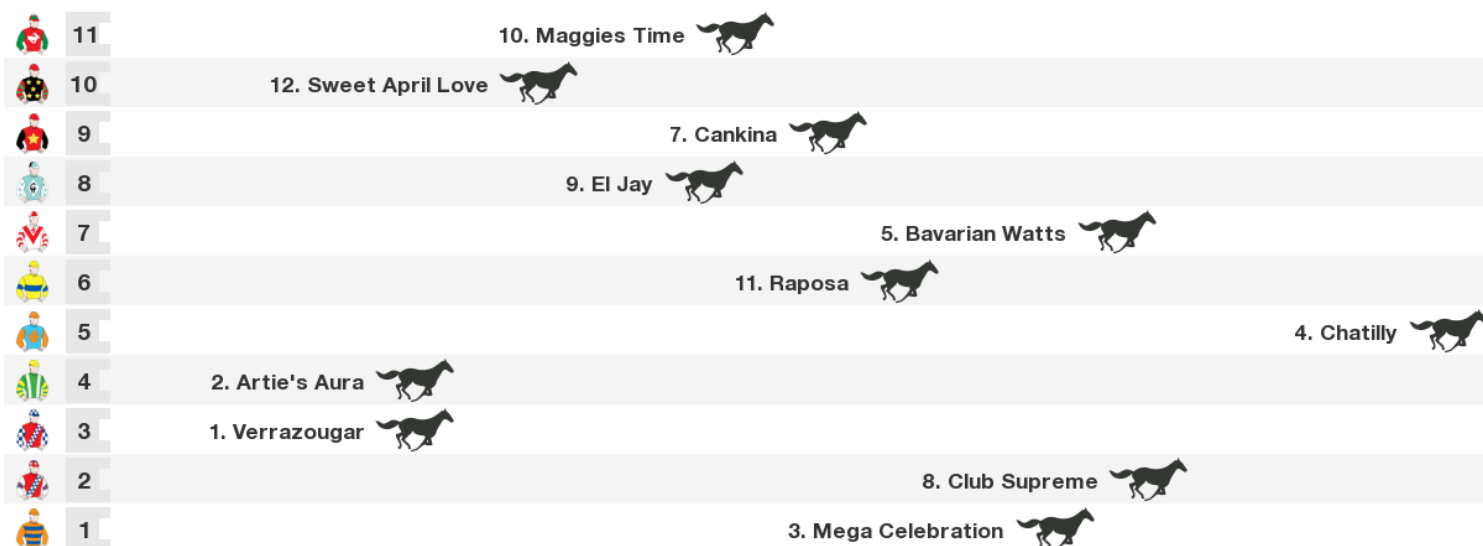 11 10. Maggies Time
10 12. Sweet April Love
9 7. Cankina
8 9. El Jay
7 5. Bavarian Watts
6 11. Raposa
5 4. Chatilly
4 2. Artie's Aura
3 1. Verrazougar
2 8. Club Supreme
1 3. Mega Celebration